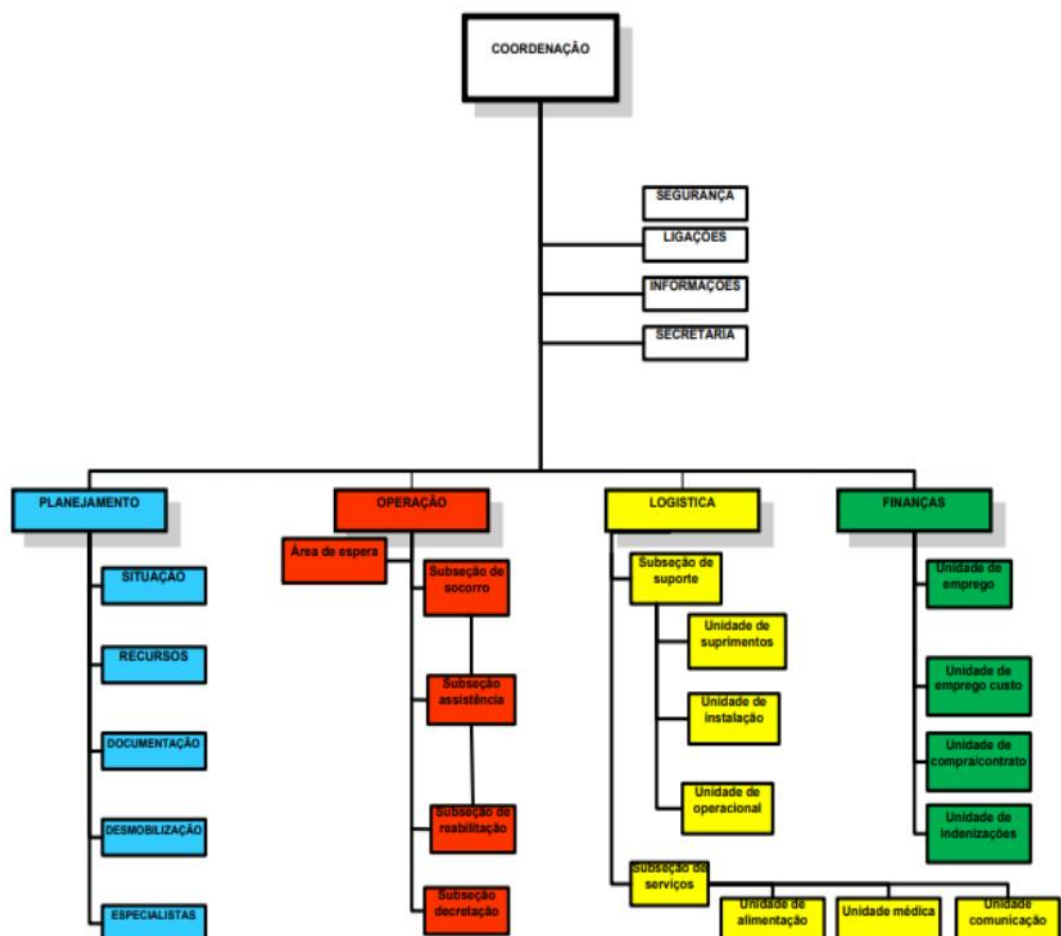 COORDENAÇÃO
SEGURANÇA
LIGAÇÕES
INFORMAÇÕES
SECRETARIA
PLANEJAMENTO
SITUAÇÃO
RECURSOS
DOCUMENTAÇÃO
DESMOBILIZAÇÃO
ESPECIALISTAS
OPERAÇÃO
Área de espera
Subseção de
socorro
Subseção
assistência
Subseção de
reabilitação
Subseção
decretação
LOGISTICA
Subseção de
suporte
Unidade de
suprimentos
Unidade de
instalação
Unidade de
operacional
Subseção de
serviços
Unidade de
alimentação
Unidade médica
Unidade
comunicação
FINANÇAS
Unidade de
emprego
Unidade de
emprego custo
Unidade de
compra/contrato
Unidade de
indenizações